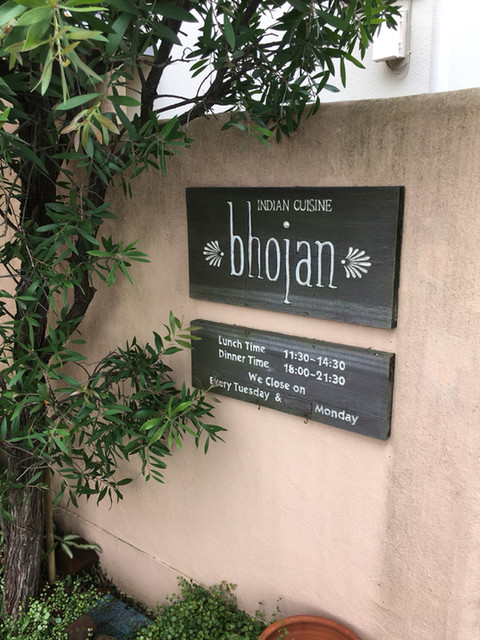 INDIAN CUISINE
bhojan
Lunch Time 11:30~14:30
Dinner Time 18:00~21:30
We Close on
Every Tuesday & Monday